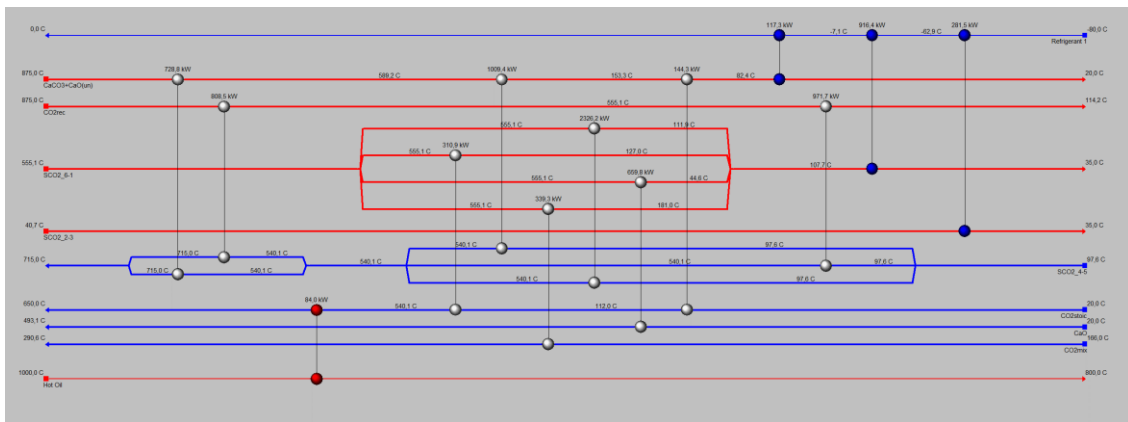 0,0 C 117,3 kW -7,1 C 916,4 kW -62,9 C 281,5 kW -90,0 C
Refrigerant 1
875,0 C 728,8 kW 589,2 C 1009,4 kW 153,3 C 144,3 kW 82,4 C 20,0 C
CaCO3+CaO(un)
875,0 C 808,5 kW 555,1 C 971,7 kW 114,2 C
CO2rec
555,1 C 2326,2 kW 111,9 C
310,9 kW
555,1 C 127,0 C
555,1 C 107,7 C 35,0 C
SCO2_6-1
659,8 kW
555,1 C 44,6 C
339,3 kW
555,1 C 181,0 C
40,7 C 35,0 C
SCO2_2-3
540,1 C 97,6 C
715,0 C 715,0 C 540,1 C 540,1 C 540,1 C 97,6 C 97,6 C
SCO2_4-5
715,0 C 540,1 C
540,1 C 97,6 C
650,0 C 84,0 kW 540,1 C 112,0 C 20,0 C
CO2stoic
493,1 C 20,0 C
CaO
290,6 C
CO2mix
1000,0 C 800,0 C
Hot Oil